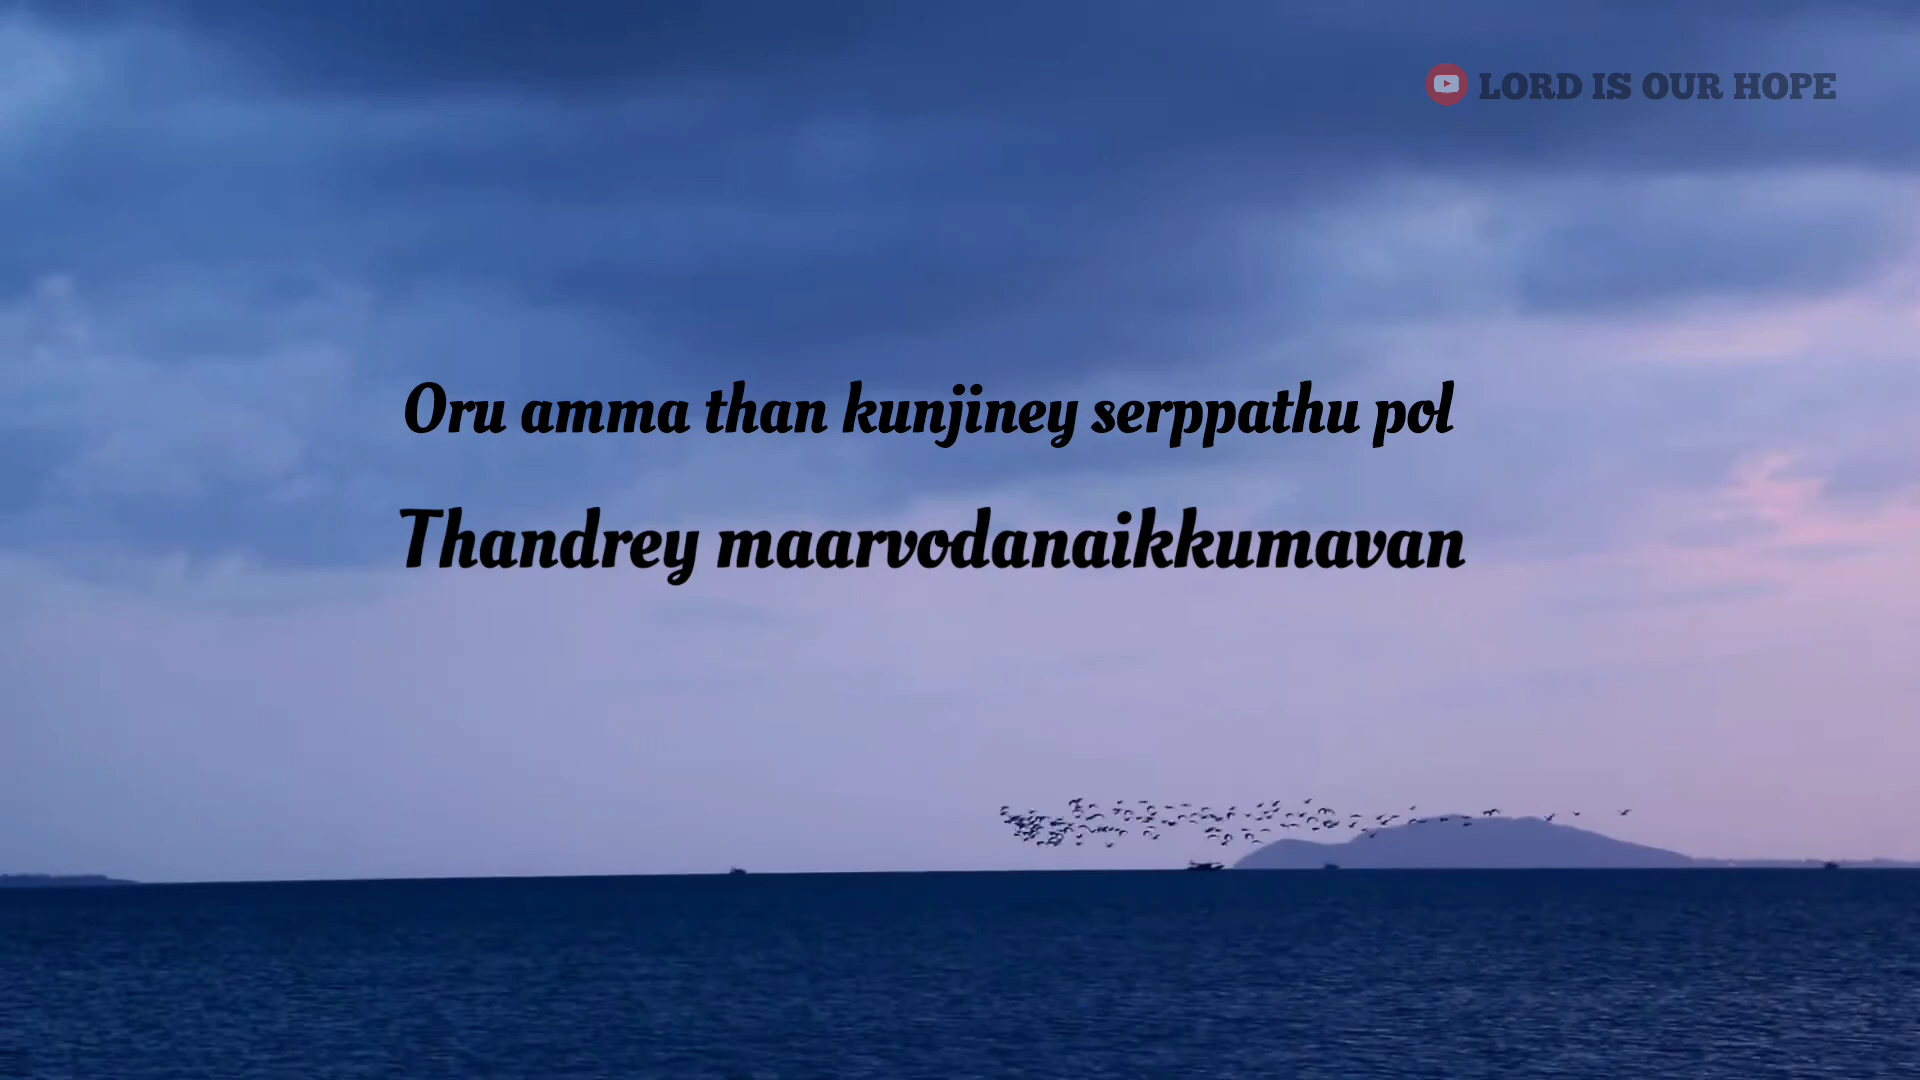 LORD IS OUR HOPE
Oru amma than kunjiney serppathu pol
Thandrey maarvodanaikkumavan